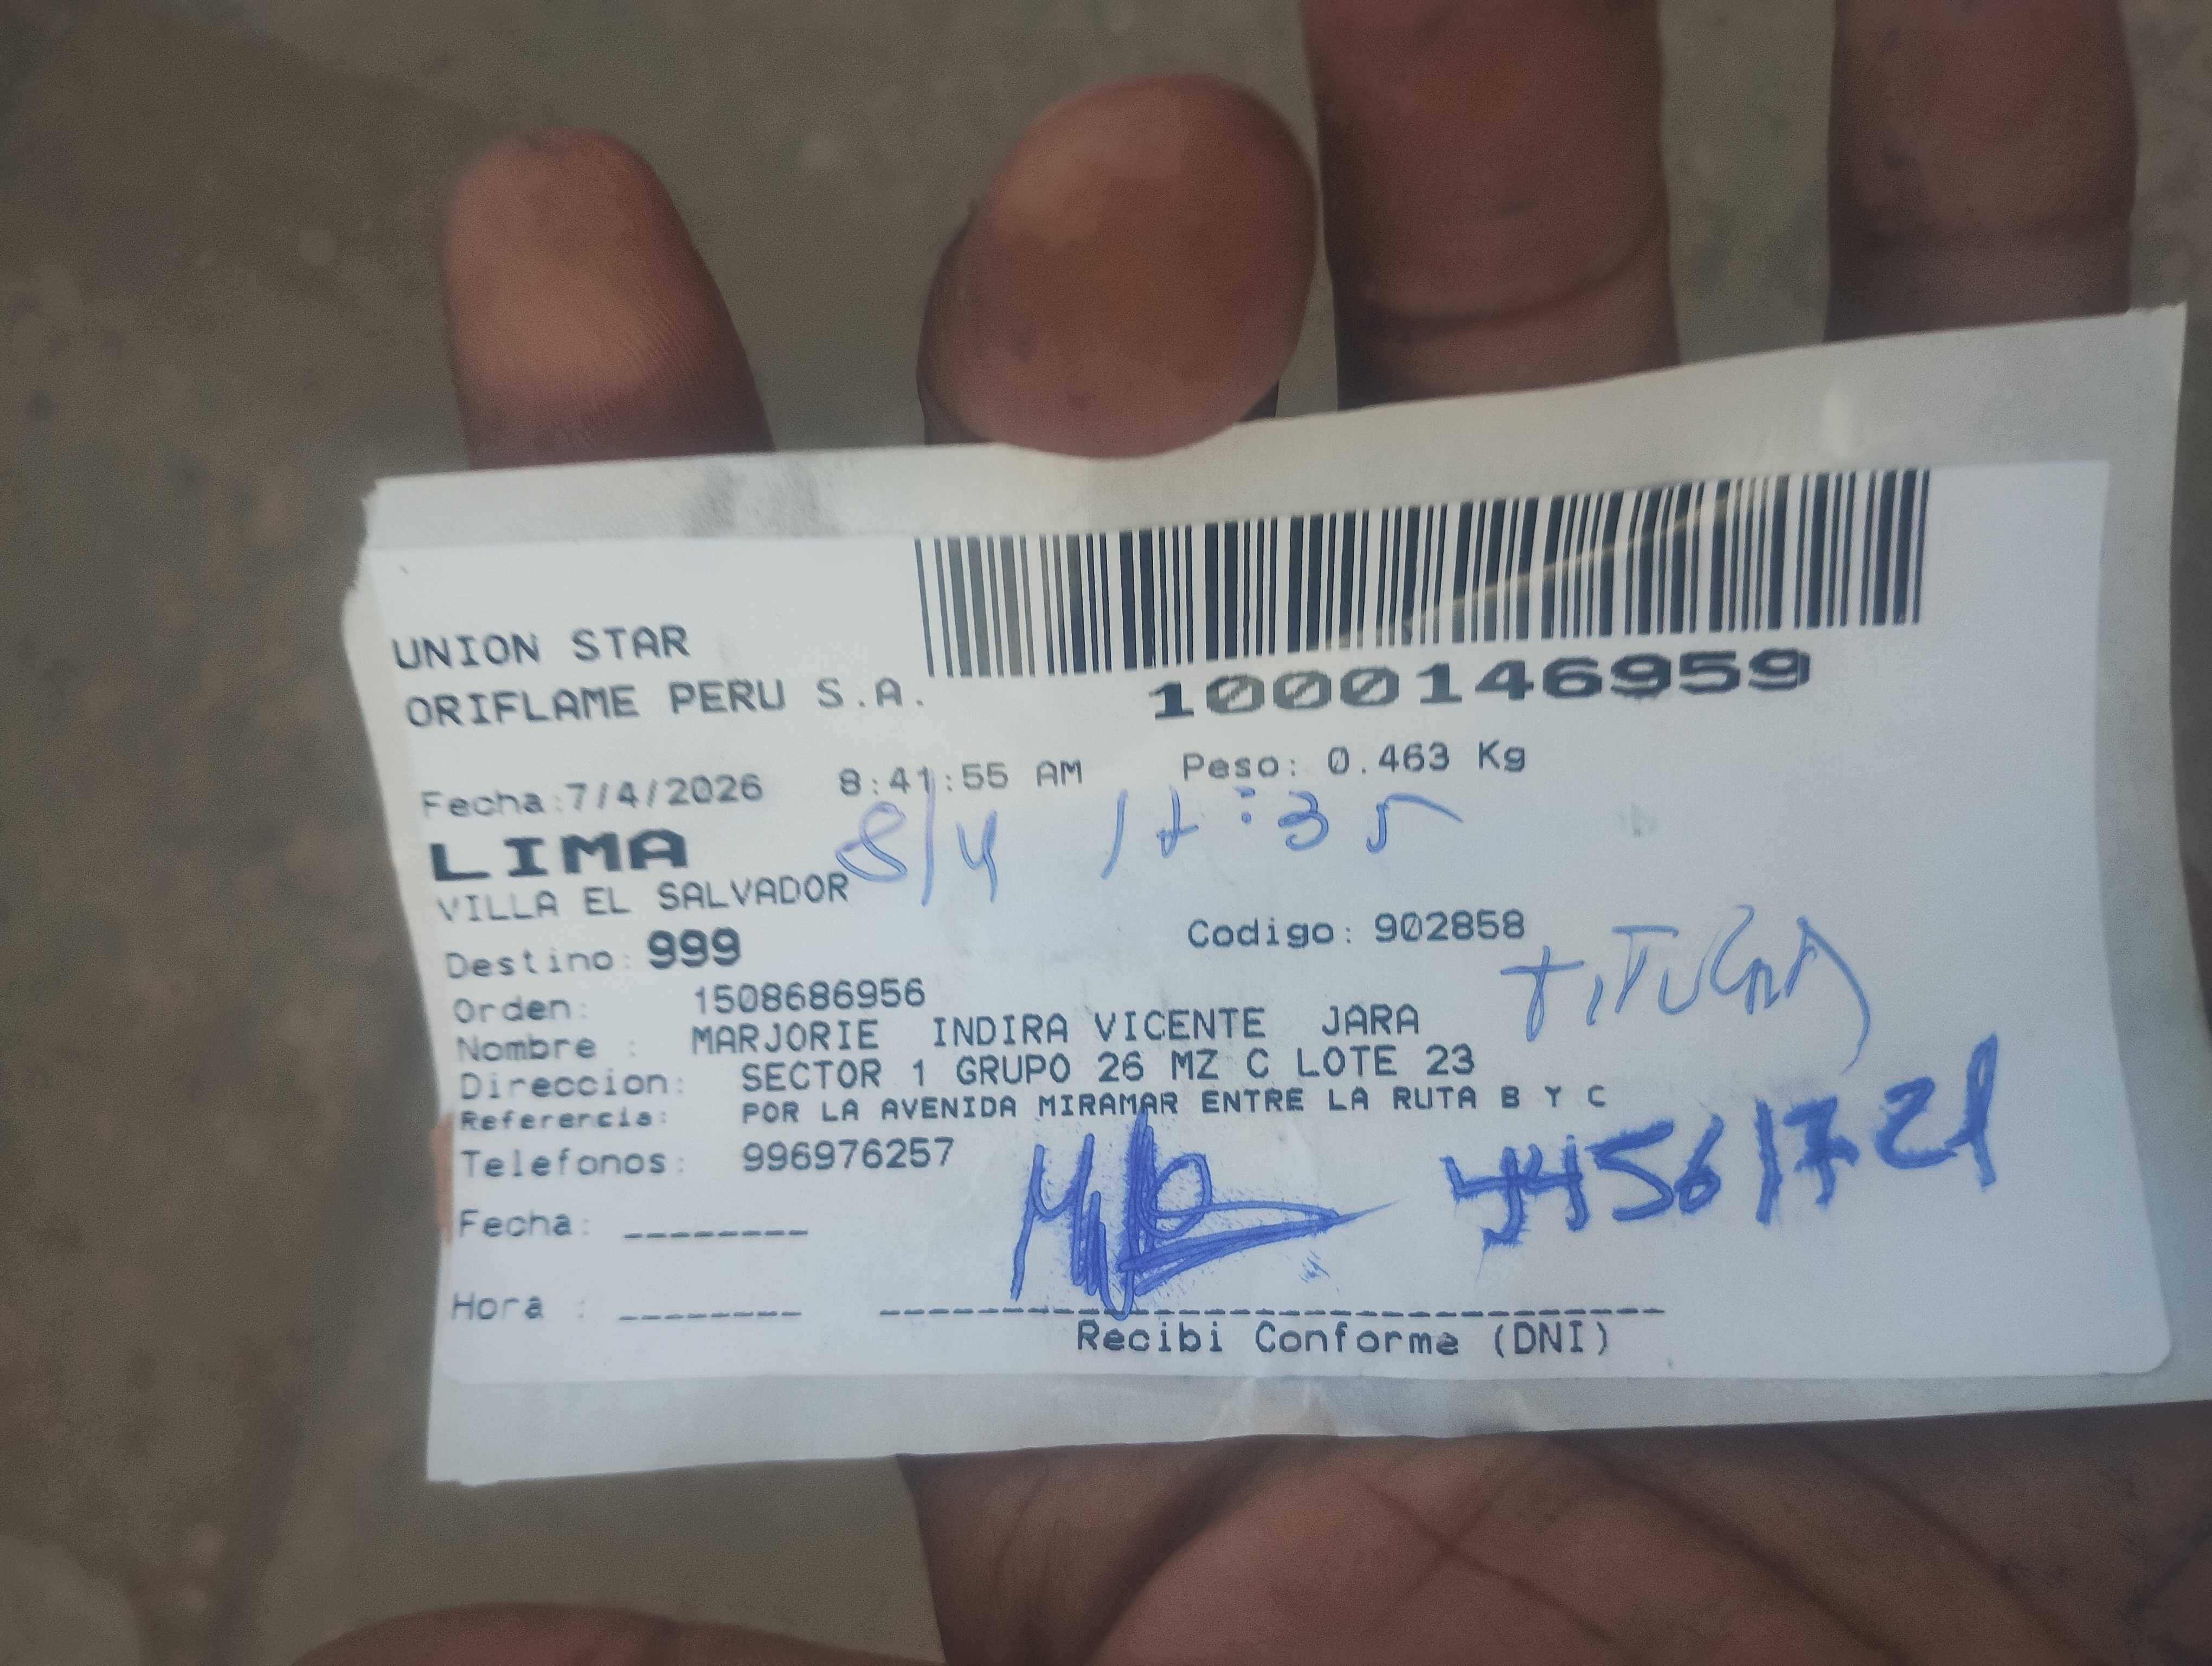 UNION STAR
ORIFLAME PERU S.A.
1000146959
Fecha:7/4/2026 8:41:55 AM Peso: 0.463 Kg
LIMA
8/4 17:35
VILLA EL SALVADOR
Codigo: 902858
Destino: 999
TITULAR
Orden: 1508686956
Nombre : MARJORIE INDIRA VICENTE JARA
Direccion: SECTOR 1 GRUPO 26 MZ C LOTE 23
Referencia: POR LA AVENIDA MIRAMAR ENTRE LA RUTA B Y C
Telefonos: 996976257
44561721
Fecha: --------
Hora : --------
Recibi Conforme (DNI)